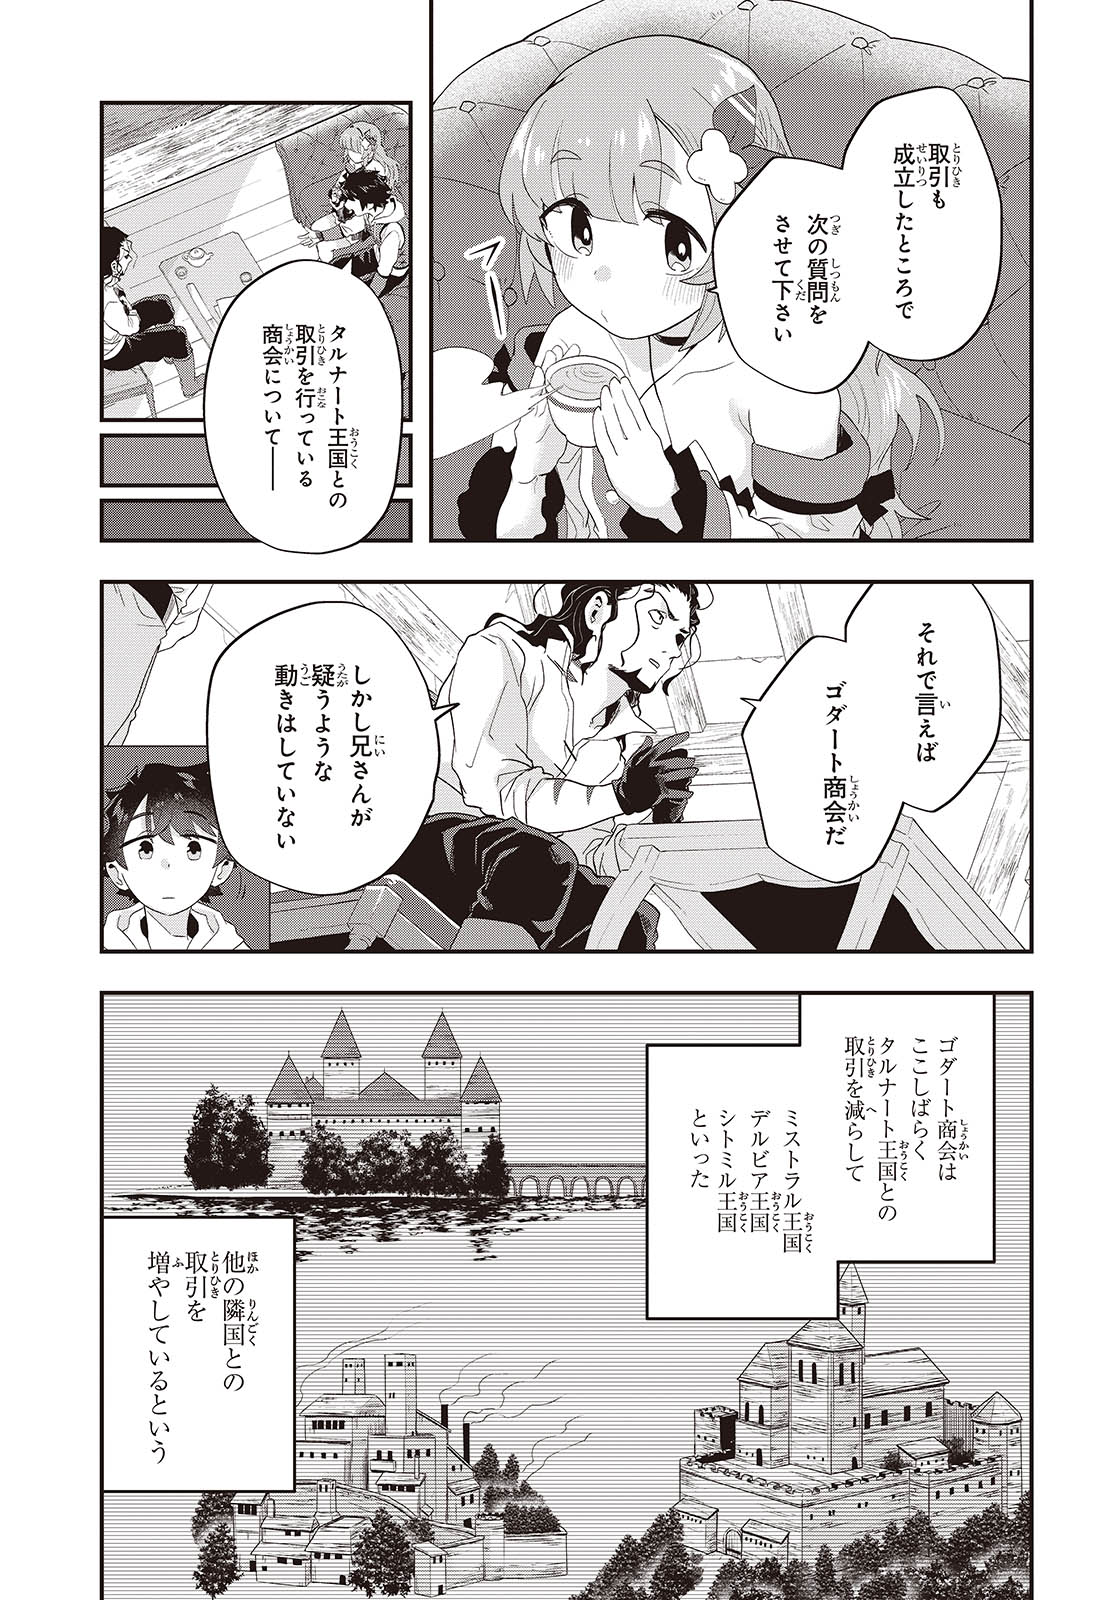 取引も
成立したところで
次の質問を
させて下さい
タルナート王国との
取引を行っている
商会について――
それで言えば
ゴダート商会だ
しかし兄さんが
疑うような
動きはしていない
ゴダート商会は
ここしばらく
タルナート王国との
取引を減らして
ミストラル王国
デルビア王国
シトミル王国
といった
他の隣国との
取引を
増やしているという